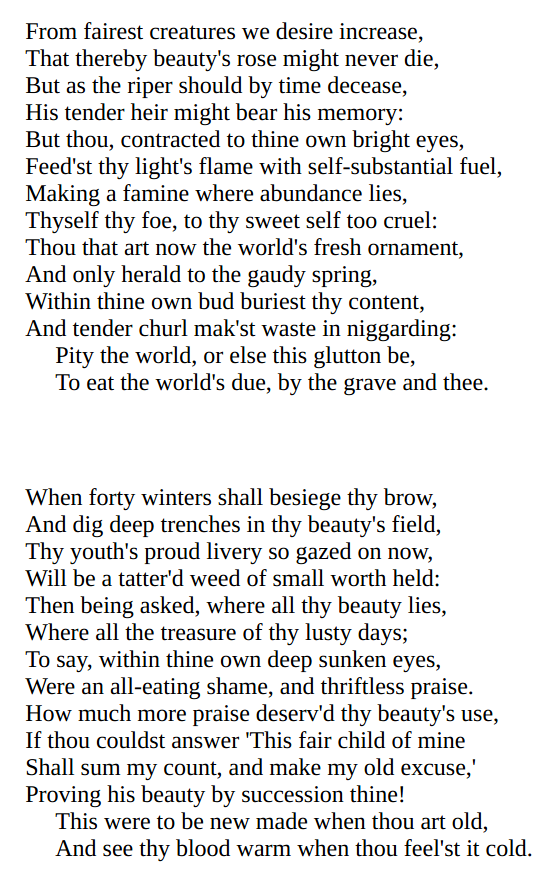 From fairest creatures we desire increase,
That thereby beauty's rose might never die,
But as the riper should by time decease,
His tender heir might bear his memory:
But thou, contracted to thine own bright eyes,
Feed'st thy light's flame with self-substantial fuel,
Making a famine where abundance lies,
Thyself thy foe, to thy sweet self too cruel:
Thou that art now the world's fresh ornament,
And only herald to the gaudy spring,
Within thine own bud buriest thy content,
And tender churl mak'st waste in niggarding:
Pity the world, or else this glutton be,
To eat the world's due, by the grave and thee.
When forty winters shall besiege thy brow,
And dig deep trenches in thy beauty's field,
Thy youth's proud livery so gazed on now,
Will be a tatter'd weed of small worth held:
Then being asked, where all thy beauty lies,
Where all the treasure of thy lusty days;
To say, within thine own deep sunken eyes,
Were an all-eating shame, and thriftless praise.
How much more praise deserv'd thy beauty's use,
If thou couldst answer 'This fair child of mine
Shall sum my count, and make my old excuse,'
Proving his beauty by succession thine!
This were to be new made when thou art old,
And see thy blood warm when thou feel'st it cold.